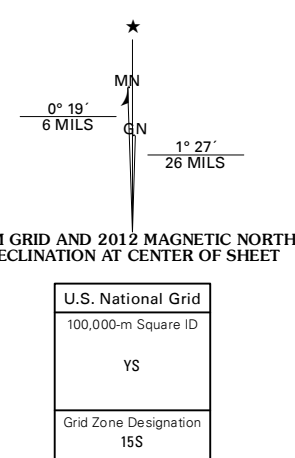 ★
MN
0° 19´
6 MILS
GN
1° 27´
26 MILS
M GRID AND 2012 MAGNETIC NORTH
ECLINATION AT CENTER OF SHEET
U.S. National Grid
100,000-m Square ID
YS
Grid Zone Designation
15S